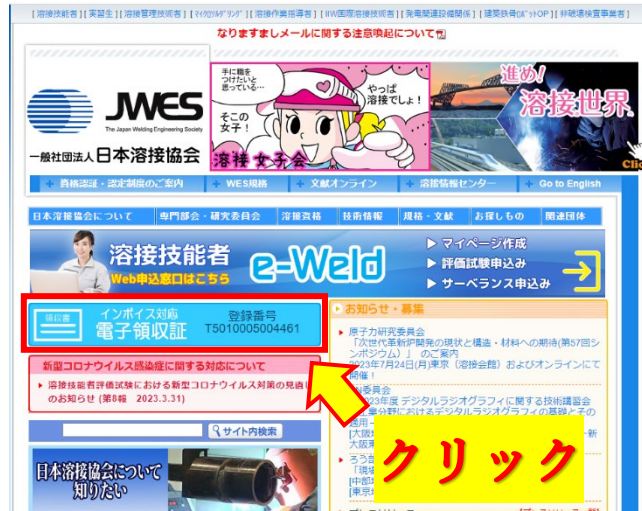 [溶接技能者] [実習生] [溶接管理技術者] [マイクロソルダリング] [溶接作業指導者] [IIW国際溶接技術者] [発電関連設備関係] [建築鉄骨ロボットOP] [非破壊検査事業者]
なりすましメールに関する注意喚起について
JWES
The Japan Welding Engineering Society
一般社団法人 日本溶接協会
手に職を
つけたいと
思っている…
そこの
女子!
やっぱ
溶接でしょ!
溶接女子会
進め!
溶接世界
Clic
+ 資格認証・認定制度のご案内
+ WES規格
+ 文献オンライン
+ 溶接情報センター
+ Go to English
日本溶接協会について
専門部会・研究委員会
溶接資格
技術情報
規格・文献
お探しもの
関連団体
溶接技能者
Web申込窓口はこちら
e-Weld
▶ マイページ作成
▶ 評価試験申込み
▶ サーベランス申込み
領収書
インボイス対応
電子領収証
登録番号
T5010005004461
新型コロナウイルス感染症に関する対応について
溶接技能者評価試験における新型コロナウイルス対策の見直し
のお知らせ (第8報 2023.3.31)
サイト内検索
日本溶接協会について
知りたい
お知らせ・募集
原子力研究委員会
「次世代革新炉開発の現状と構造・材料への期待(第57回シ
ンポジウム)」 のご案内
2023年7月24日(月)東京(溶接会館)およびオンラインにて
開催!
委員会
2023年度 デジタルラジオグラフィに関する技術講習会
業分野におけるデジタルラジオグラフィの基礎とその
適用
[大阪
大阪東
ろう部
「現場
[中部
[東京
クリック